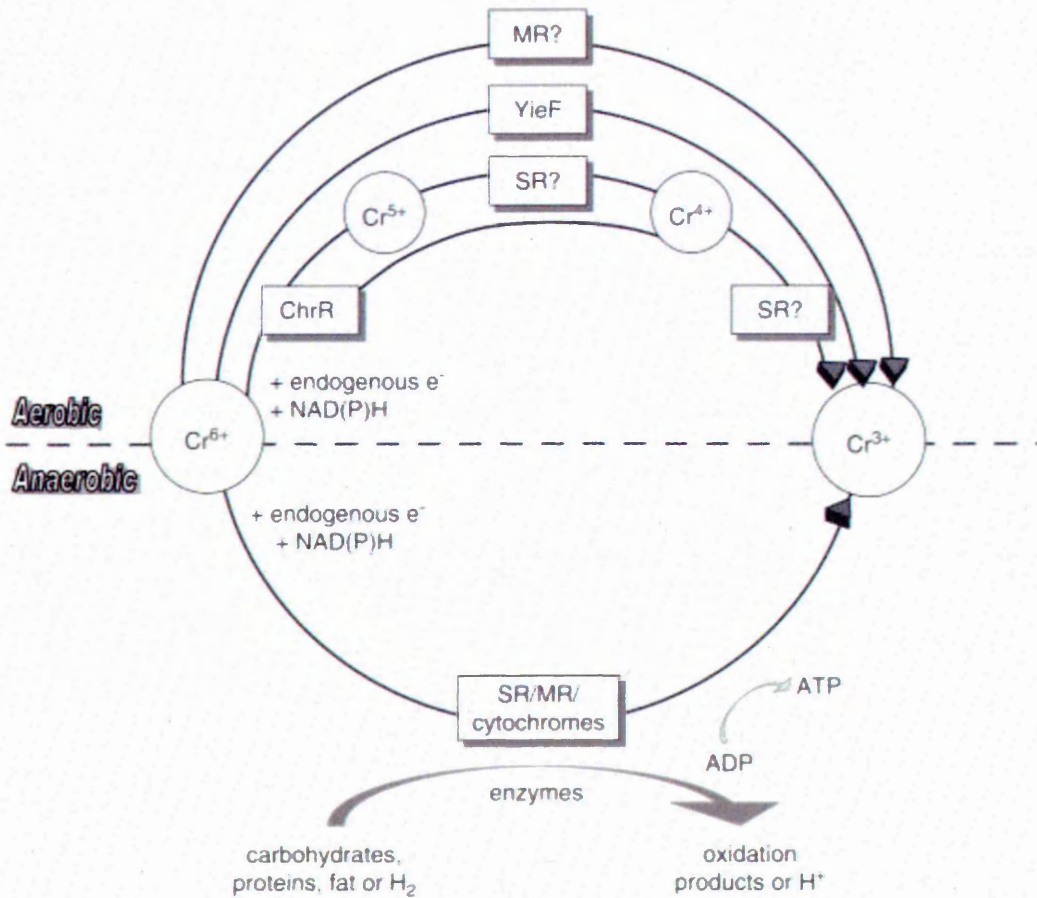 MR?
YieF
SR?
Cr5+
Cr4+
ChrR
SR?
+ endogenous e-
+ NAD(P)H
Aerobic
Cr6+
Cr3+
Anaerobic
+ endogenous e-
+ NAD(P)H
SR/MR/
cytochromes
ATP
ADP
enzymes
carbohydrates,
proteins, fat or H2
oxidation
products or H+